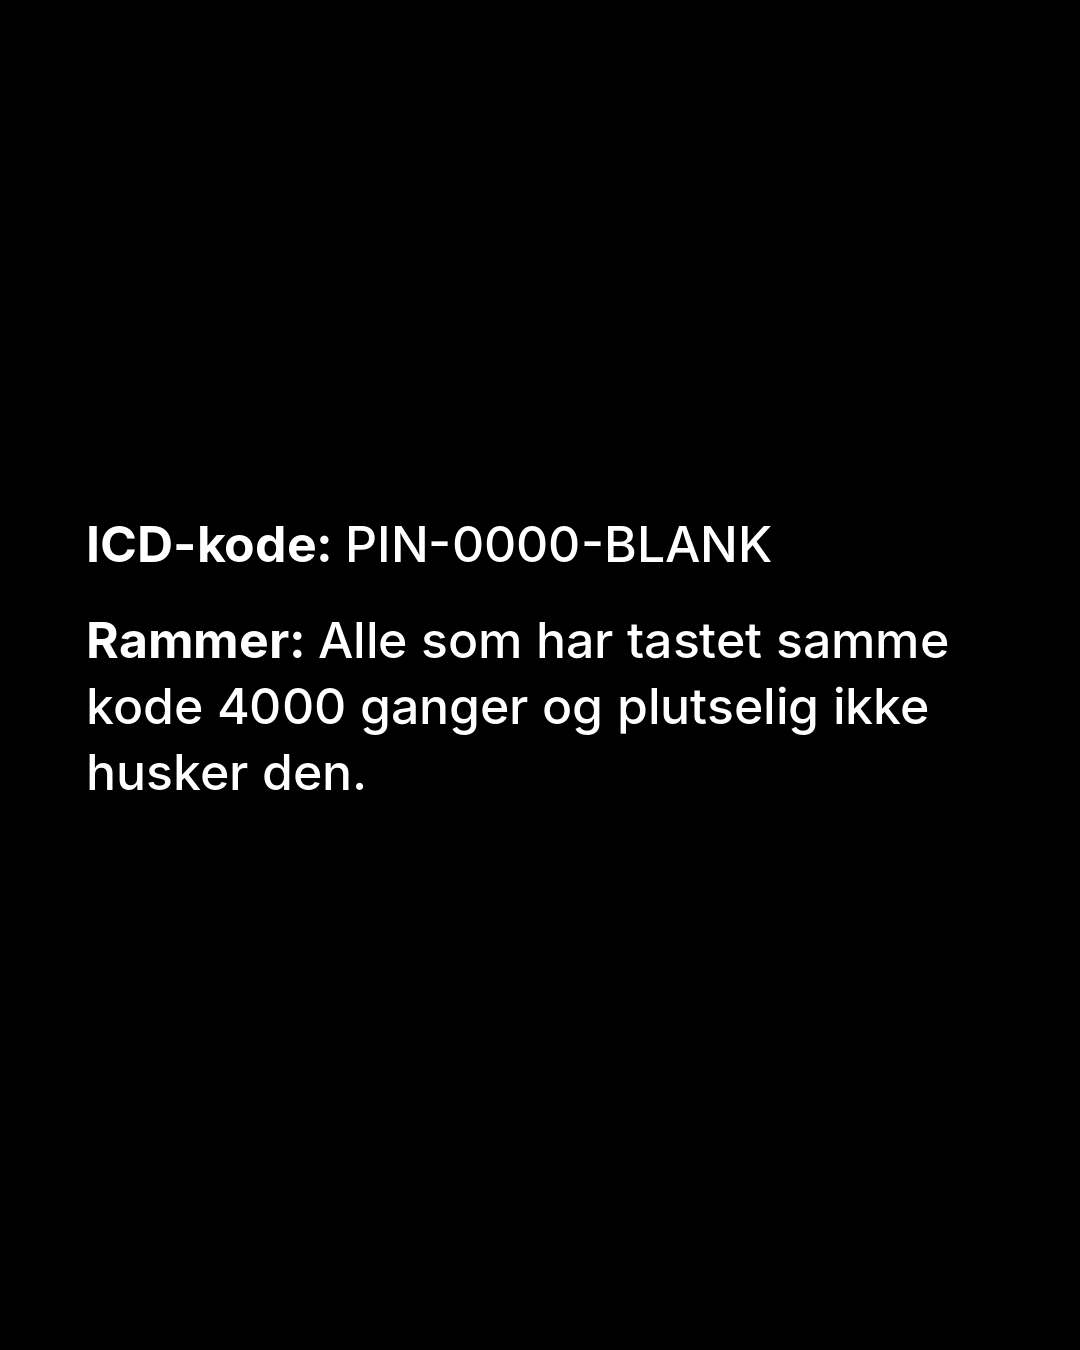 ICD-kode: PIN-0000-BLANK
Rammer: Alle som har tastet samme
kode 4000 ganger og plutselig ikke
husker den.